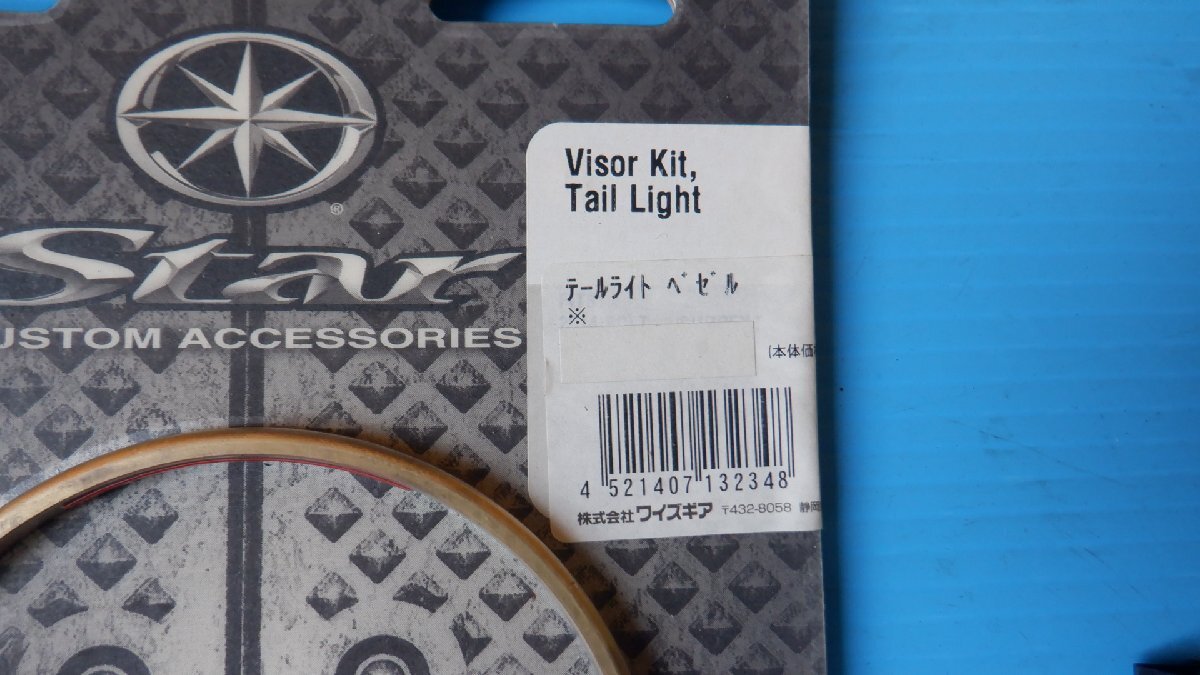 ®
Star
USTOM ACCESSORIES
Visor Kit,
Tail Light
テールライト ベゼル
※
[本体価
4 521407 132348
株式会社 ワイズギア 〒432-8058 静岡